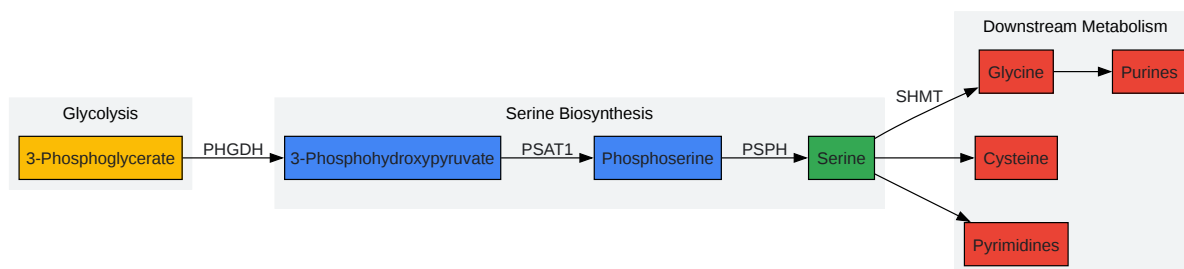 Downstream Metabolism
Glycolysis
Serine Biosynthesis
3-Phosphoglycerate
PHGDH
3-Phosphohydroxypyruvate
PSAT1
Phosphoserine
PSPH
Serine
SHMT
Glycine
Purines
Cysteine
Pyrimidines